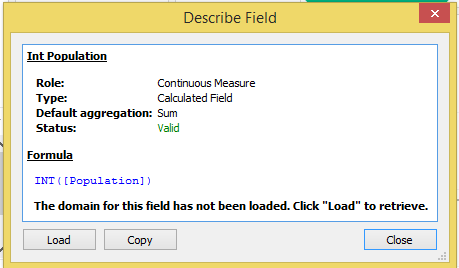 Describe Field
Int Population
Role: Continuous Measure
Type: Calculated Field
Default aggregation: Sum
Status: Valid
Formula
INT([Population])
The domain for this field has not been loaded. Click "Load" to retrieve.
Load Copy Close